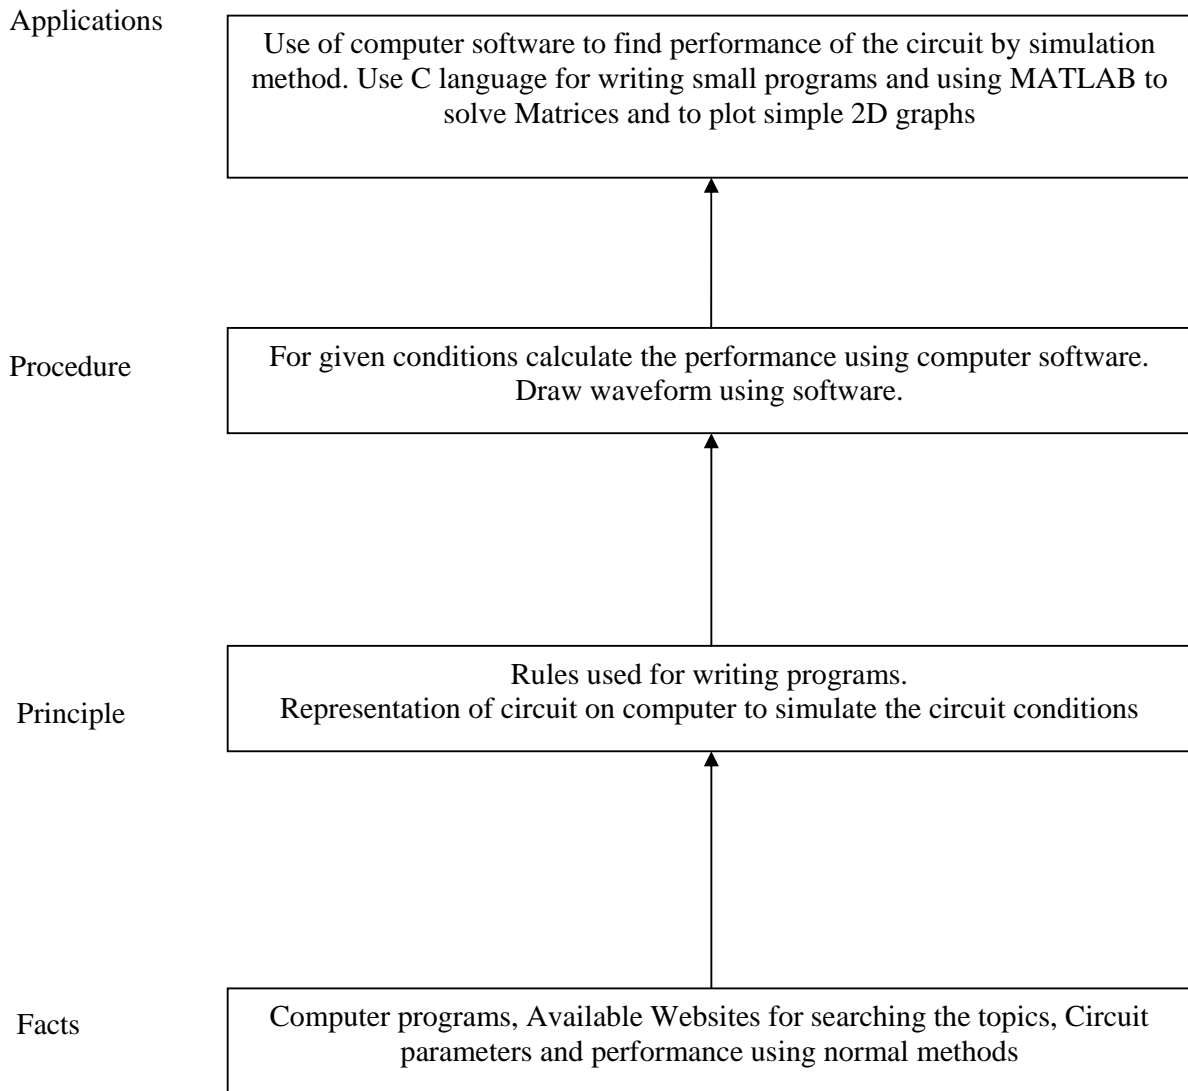 Applications
Use of computer software to find performance of the circuit by simulation
method. Use C language for writing small programs and using MATLAB to
solve Matrices and to plot simple 2D graphs
Procedure
For given conditions calculate the performance using computer software.
Draw waveform using software.
Principle
Rules used for writing programs.
Representation of circuit on computer to simulate the circuit conditions
Facts
Computer programs, Available Websites for searching the topics, Circuit
parameters and performance using normal methods